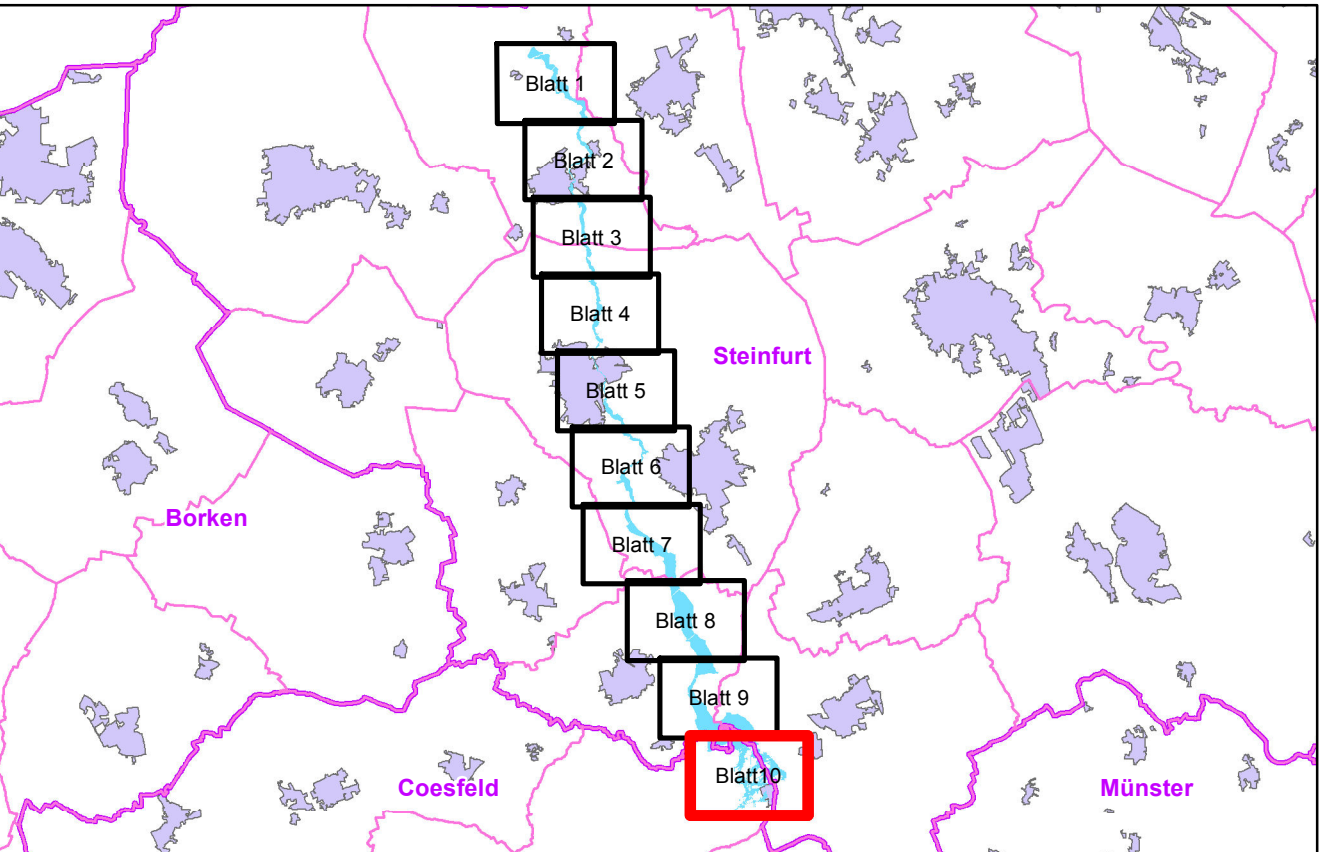 Blatt 1
Blatt 2
Blatt 3
Blatt 4
Steinfurt
Blatt 5
Blatt 6
Borken
Blatt 7
Blatt 8
Blatt 9
Blatt10
Coesfeld
Münster